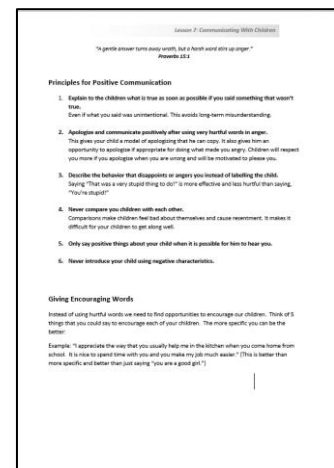 Lesson 7: Communicating With Children
"A gentle answer turns away wrath, but a harsh word stirs up anger."
Proverbs 15:1
Principles for Positive Communication
1. Explain to the children what is true as soon as possible if you said something that wasn't
true.
Even if what you said was unintentional. This avoids long-term misunderstanding.
2. Apologize and communicate positively after using very hurtful words in anger.
This gives your child a model of apologizing that he can copy. It also gives him an
opportunity to apologize if appropriate for doing what made you angry. Children will respect
you more if you apologize when you are wrong and will be motivated to please you.
3. Describe the behavior that disappoints or angers you instead of labelling the child.
Saying "That was a very stupid thing to do!" is more effective and less hurtful than saying,
"You're stupid!"
4. Never compare you children with each other.
Comparisons make children feel bad about themselves and cause resentment. It makes it
difficult for your children to get along well.
5. Only say positive things about your child when it is possible for him to hear you.
6. Never introduce your child using negative characteristics.
Giving Encouraging Words
Instead of using hurtful words we need to find opportunities to encourage our children. Think of 5
things that you could say to encourage each of your children. The more specific you can be the
better:
Example: "I appreciate the way that you usually help me in the kitchen when you come home from
school. It is nice to spend time with you and you make my job much easier." (This is better than
more specific and better than just saying "you are a good girl.")